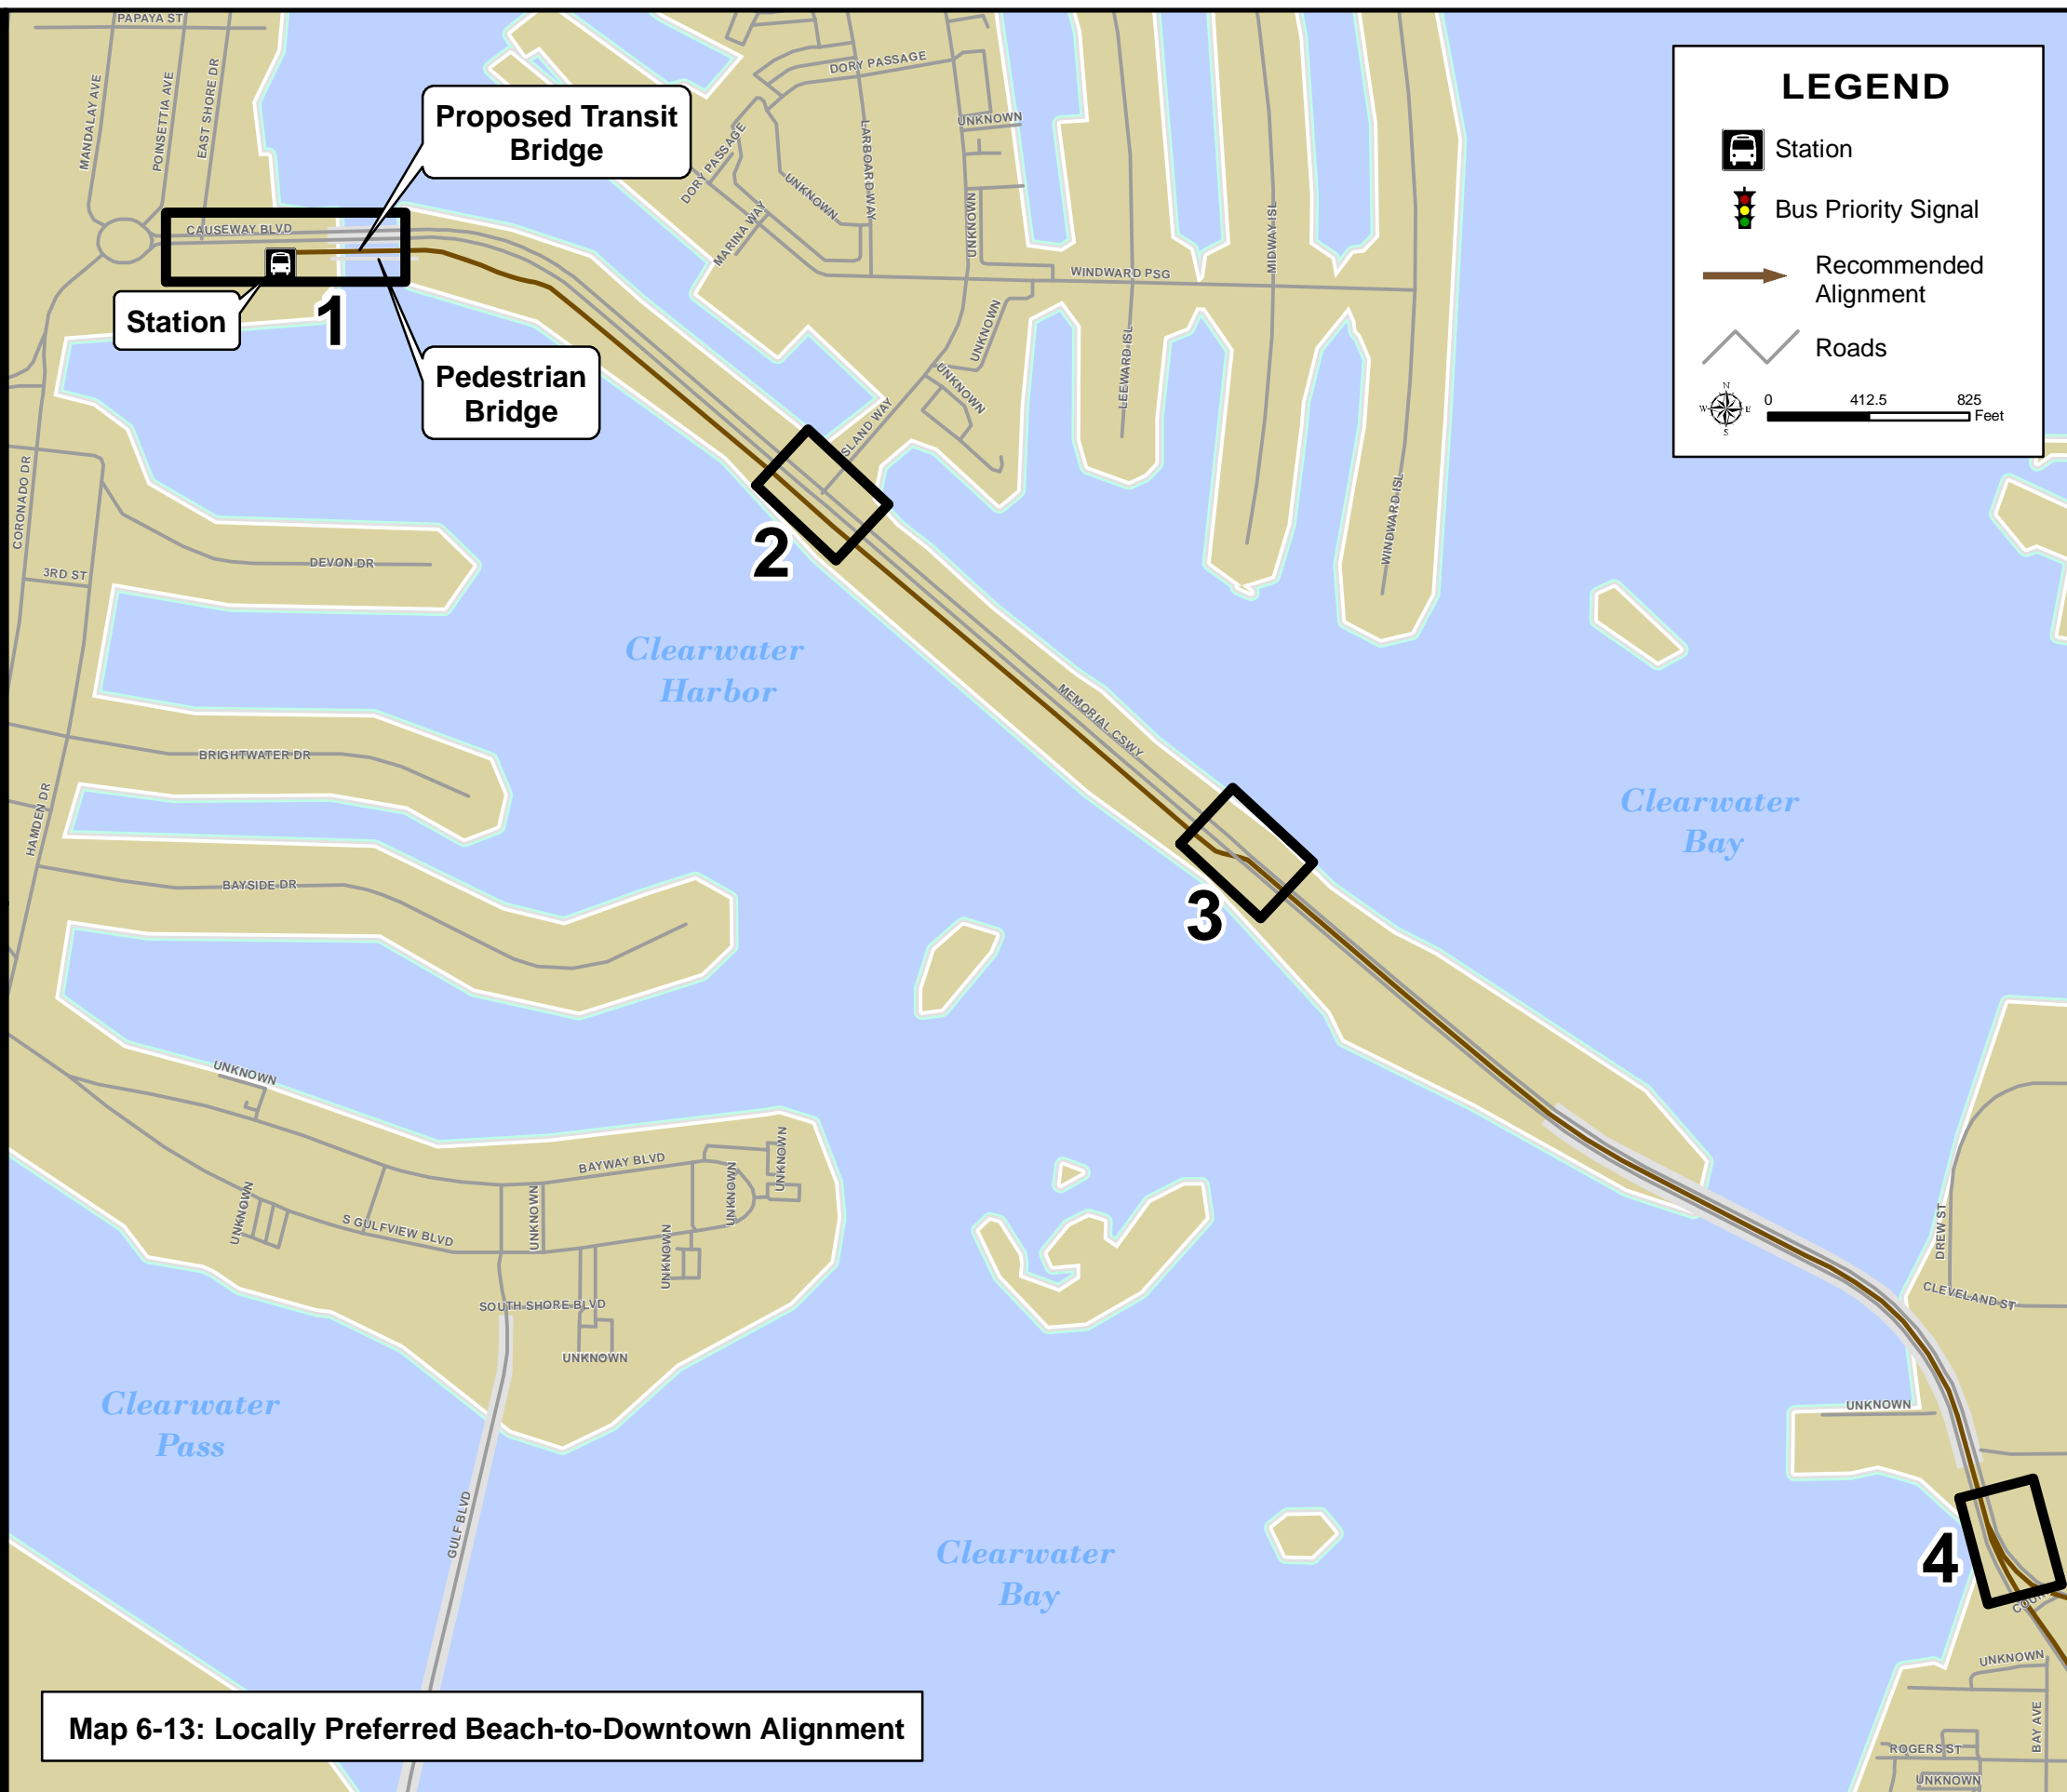 PAPAYA ST
MANDALAY AVE
POINSETTIA AVE
EAST SHORE DR
CAUSEWAY BLVD
Proposed Transit
Bridge
Station
1
Pedestrian
Bridge
DORY PASSAGE
DORY PASSAGE
LARBOARD WAY
UNKNOWN
UNKNOWN
MARINA WAY
UNKNOWN
WINDWARD PSG
MIDWAY ISL
UNKNOWN
LEEWARD ISL
UNKNOWN
ISLAND WAY
WINDWARD ISL
LEGEND
Station
Bus Priority Signal
Recommended
Alignment
Roads
N
W E
S
0 412.5 825
Feet
2
CORONADO DR
3RD ST
DEVON DR
Clearwater
Harbor
MEMORIAL CSWY
BRIGHTWATER DR
HAMDEN DR
BAYSIDE DR
3
Clearwater
Bay
UNKNOWN
BAYWAY BLVD
UNKNOWN
UNKNOWN
UNKNOWN
S GULFVIEW BLVD
UNKNOWN
UNKNOWN
SOUTH SHORE BLVD
UNKNOWN
DREW ST
CLEVELAND ST
Clearwater
Pass
GULF BLVD
UNKNOWN
Clearwater
Bay
4
UNKNOWN
BAY AVE
ROGERS ST
UNKNOWN
Map 6-13: Locally Preferred Beach-to-Downtown Alignment